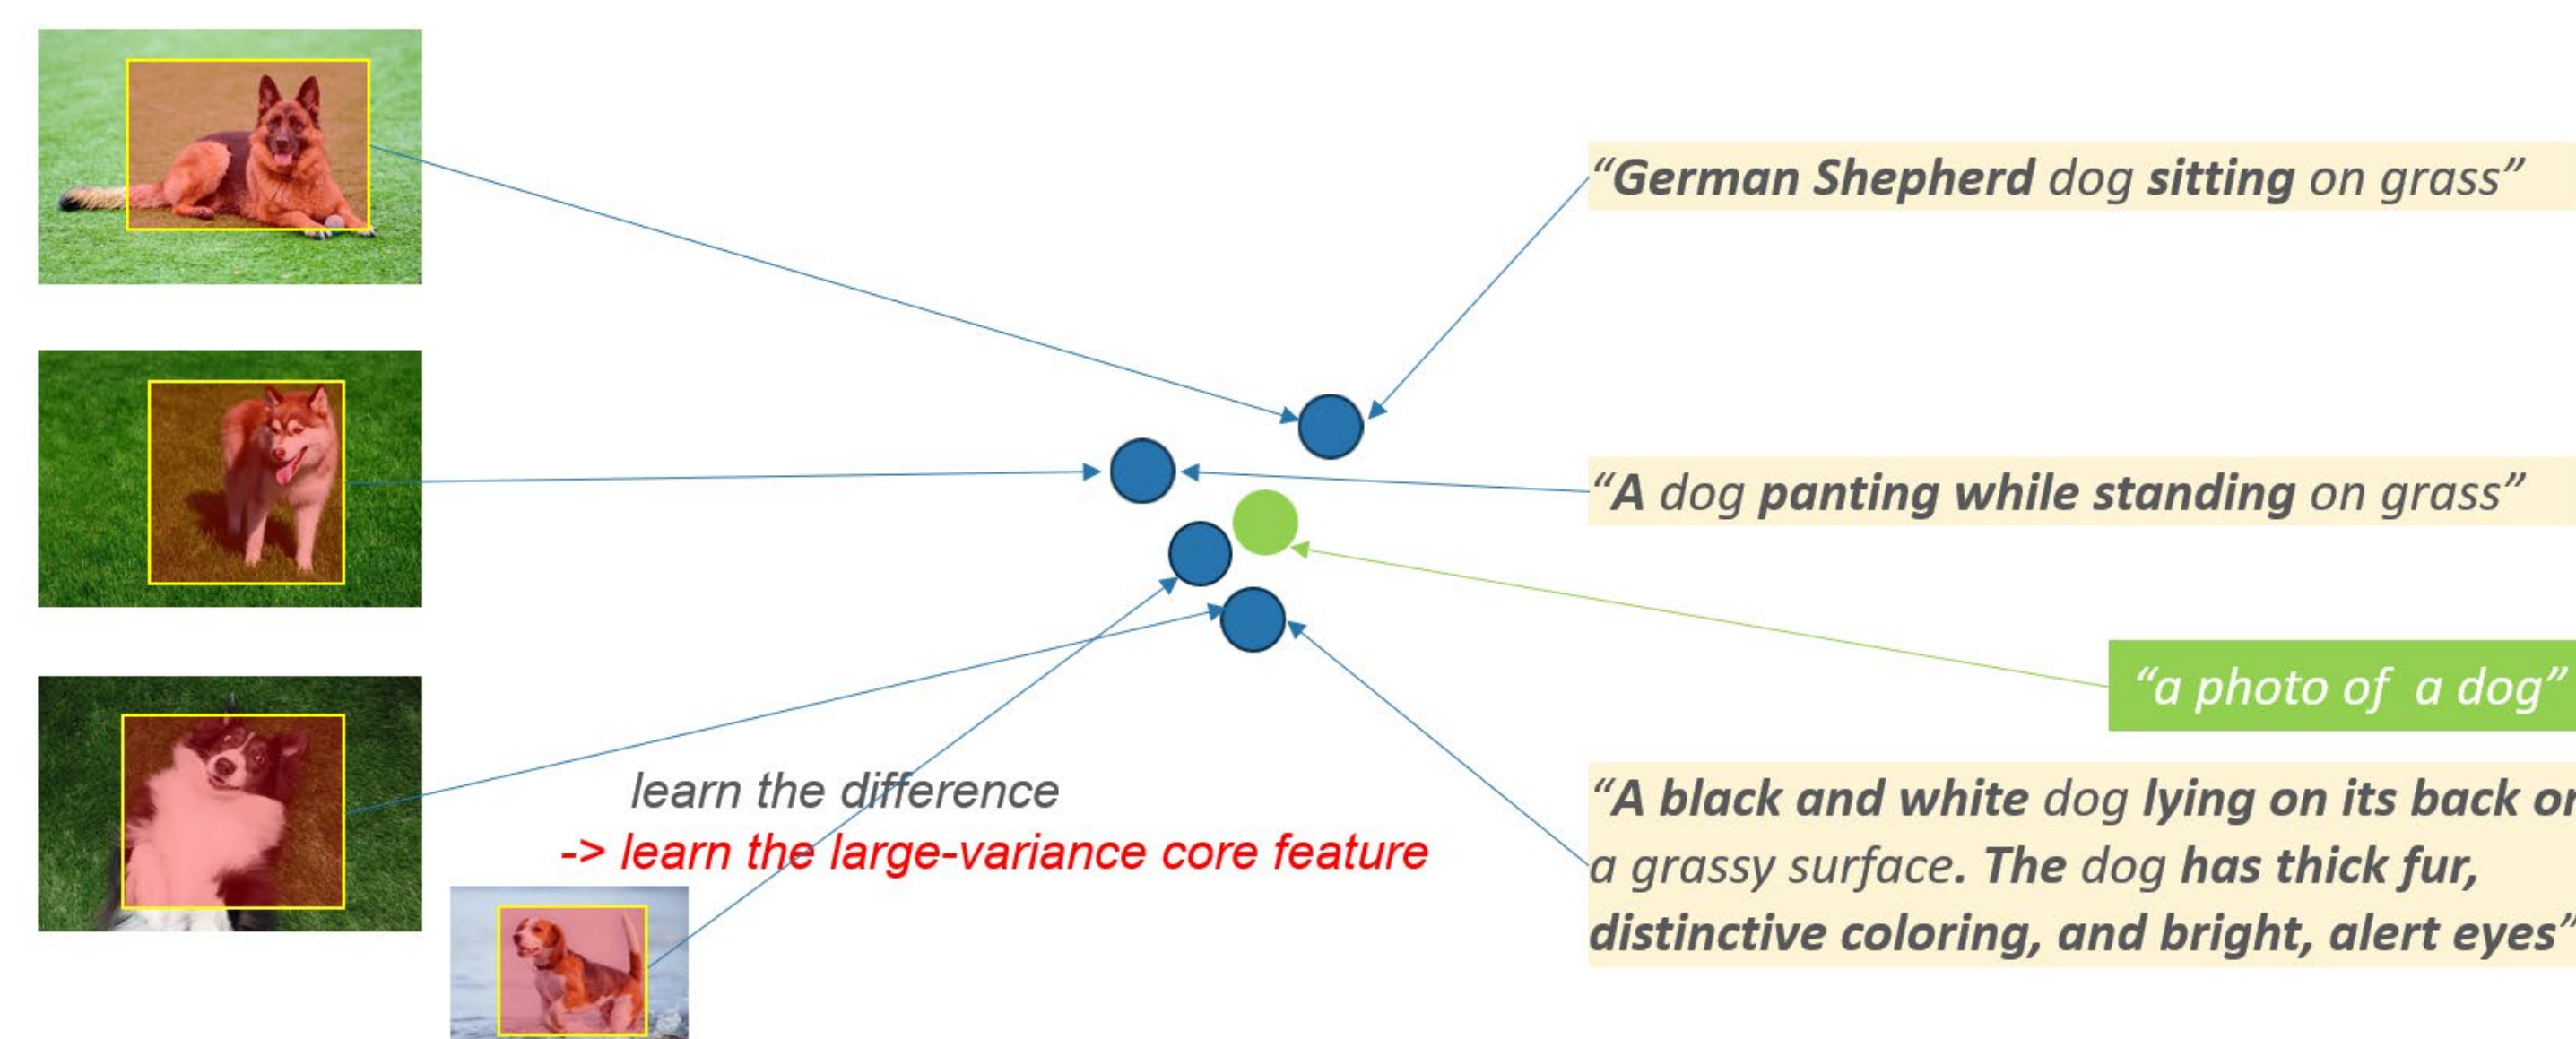 “German Shepherd dog sitting on grass”
“A dog panting while standing on grass”
“a photo of  a dog”
learn the difference
-> learn the large-variance core feature
“A black and white dog lying on its back on
a grassy surface. The dog has thick fur,
distinctive coloring, and bright, alert eyes”